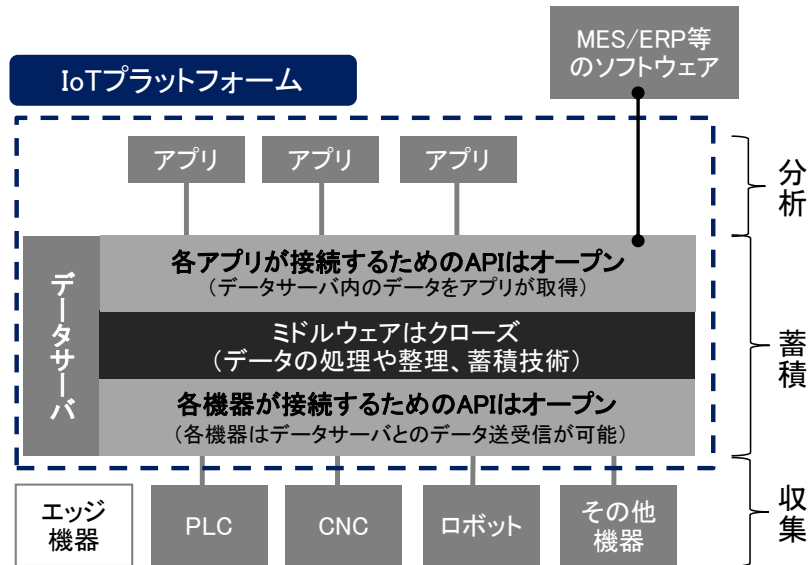 MES/ERP等
のソフトウェア
IoTプラットフォーム
アプリ
アプリ
アプリ
分析
データサーバ
各アプリが接続するためのAPIはオープン
（データサーバ内のデータをアプリが取得）
ミドルウェアはクローズ
（データの処理や整理、蓄積技術）
各機器が接続するためのAPIはオープン
（各機器はデータサーバとのデータ送受信が可能）
蓄積
エッジ
機器
PLC
CNC
ロボット
その他
機器
収集